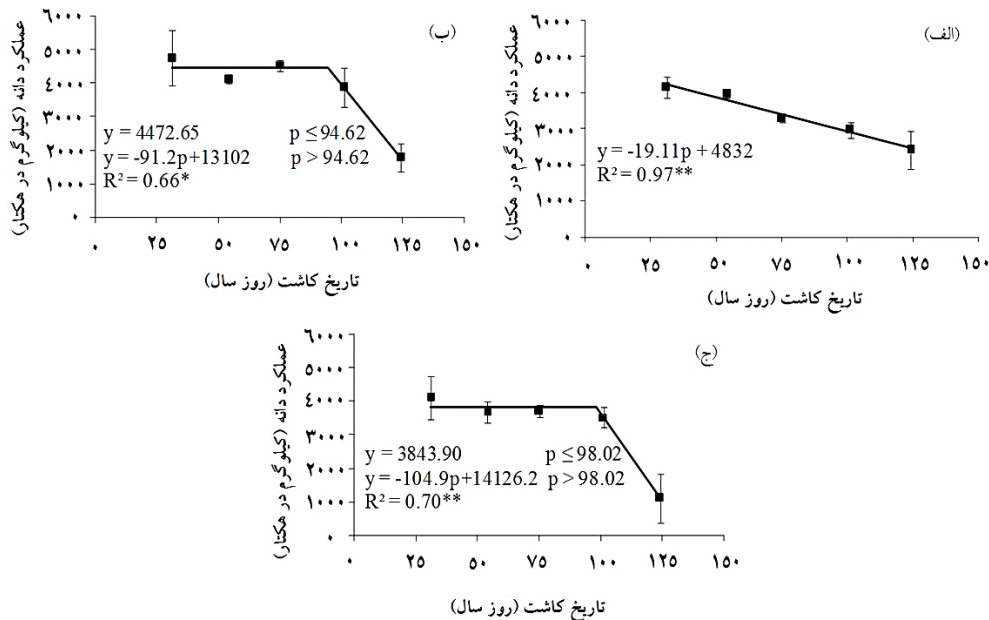 (الف)
عملکرد دانه (کیلوگرم در هکتار)
۶۰۰۰
۵۰۰۰
۴۰۰۰
۳۰۰۰
۲۰۰۰
۱۰۰۰
۰
y = -19.11p + 4832
R² = 0.97**
۰ ۲۵ ۵۰ ۷۵ ۱۰۰ ۱۲۵ ۱۵۰
تاریخ کاشت (روز سال)
(ب)
عملکرد دانه (کیلوگرم در هکتار)
۶۰۰۰
۵۰۰۰
۴۰۰۰
۳۰۰۰
۲۰۰۰
۱۰۰۰
۰
y = 4472.65 p ≤ 94.62
y = -91.2p+13102 p > 94.62
R² = 0.66*
۰ ۲۵ ۵۰ ۷۵ ۱۰۰ ۱۲۵ ۱۵۰
تاریخ کاشت (روز سال)
(ج)
عملکرد دانه (کیلوگرم در هکتار)
۶۰۰۰
۵۰۰۰
۴۰۰۰
۳۰۰۰
۲۰۰۰
۱۰۰۰
۰
y = 3843.90 p ≤ 98.02
y = -104.9p+14126.2 p > 98.02
R² = 0.70**
۰ ۲۵ ۵۰ ۷۵ ۱۰۰ ۱۲۵ ۱۵۰
تاریخ کاشت (روز سال)